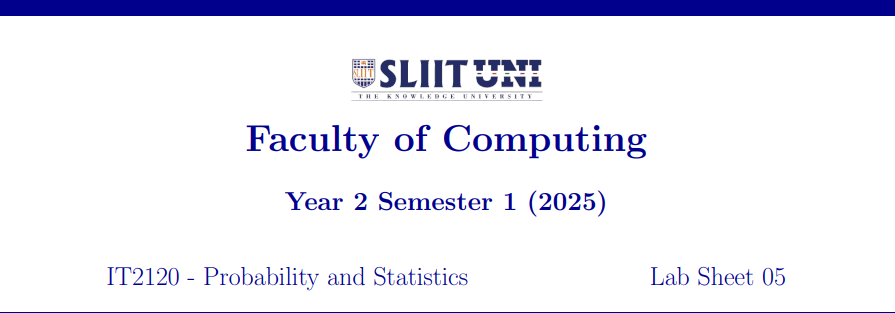 SLIIT UNI
THE KNOWLEDGE UNIVERSITY
Faculty of Computing
Year 2 Semester 1 (2025)
IT2120 - Probability and Statistics Lab Sheet 05